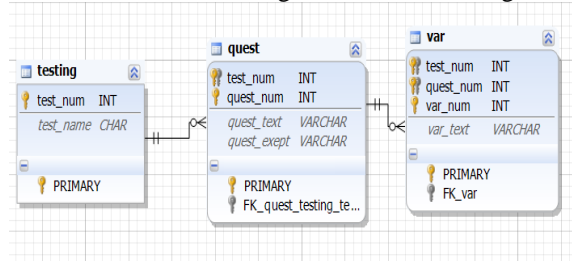 testing
test_num INT
test_name CHAR
PRIMARY
quest
test_num INT
quest_num INT
quest_text VARCHAR
quest_exept VARCHAR
PRIMARY
FK_quest_testing_te...
var
test_num INT
quest_num INT
var_num INT
var_text VARCHAR
PRIMARY
FK_var